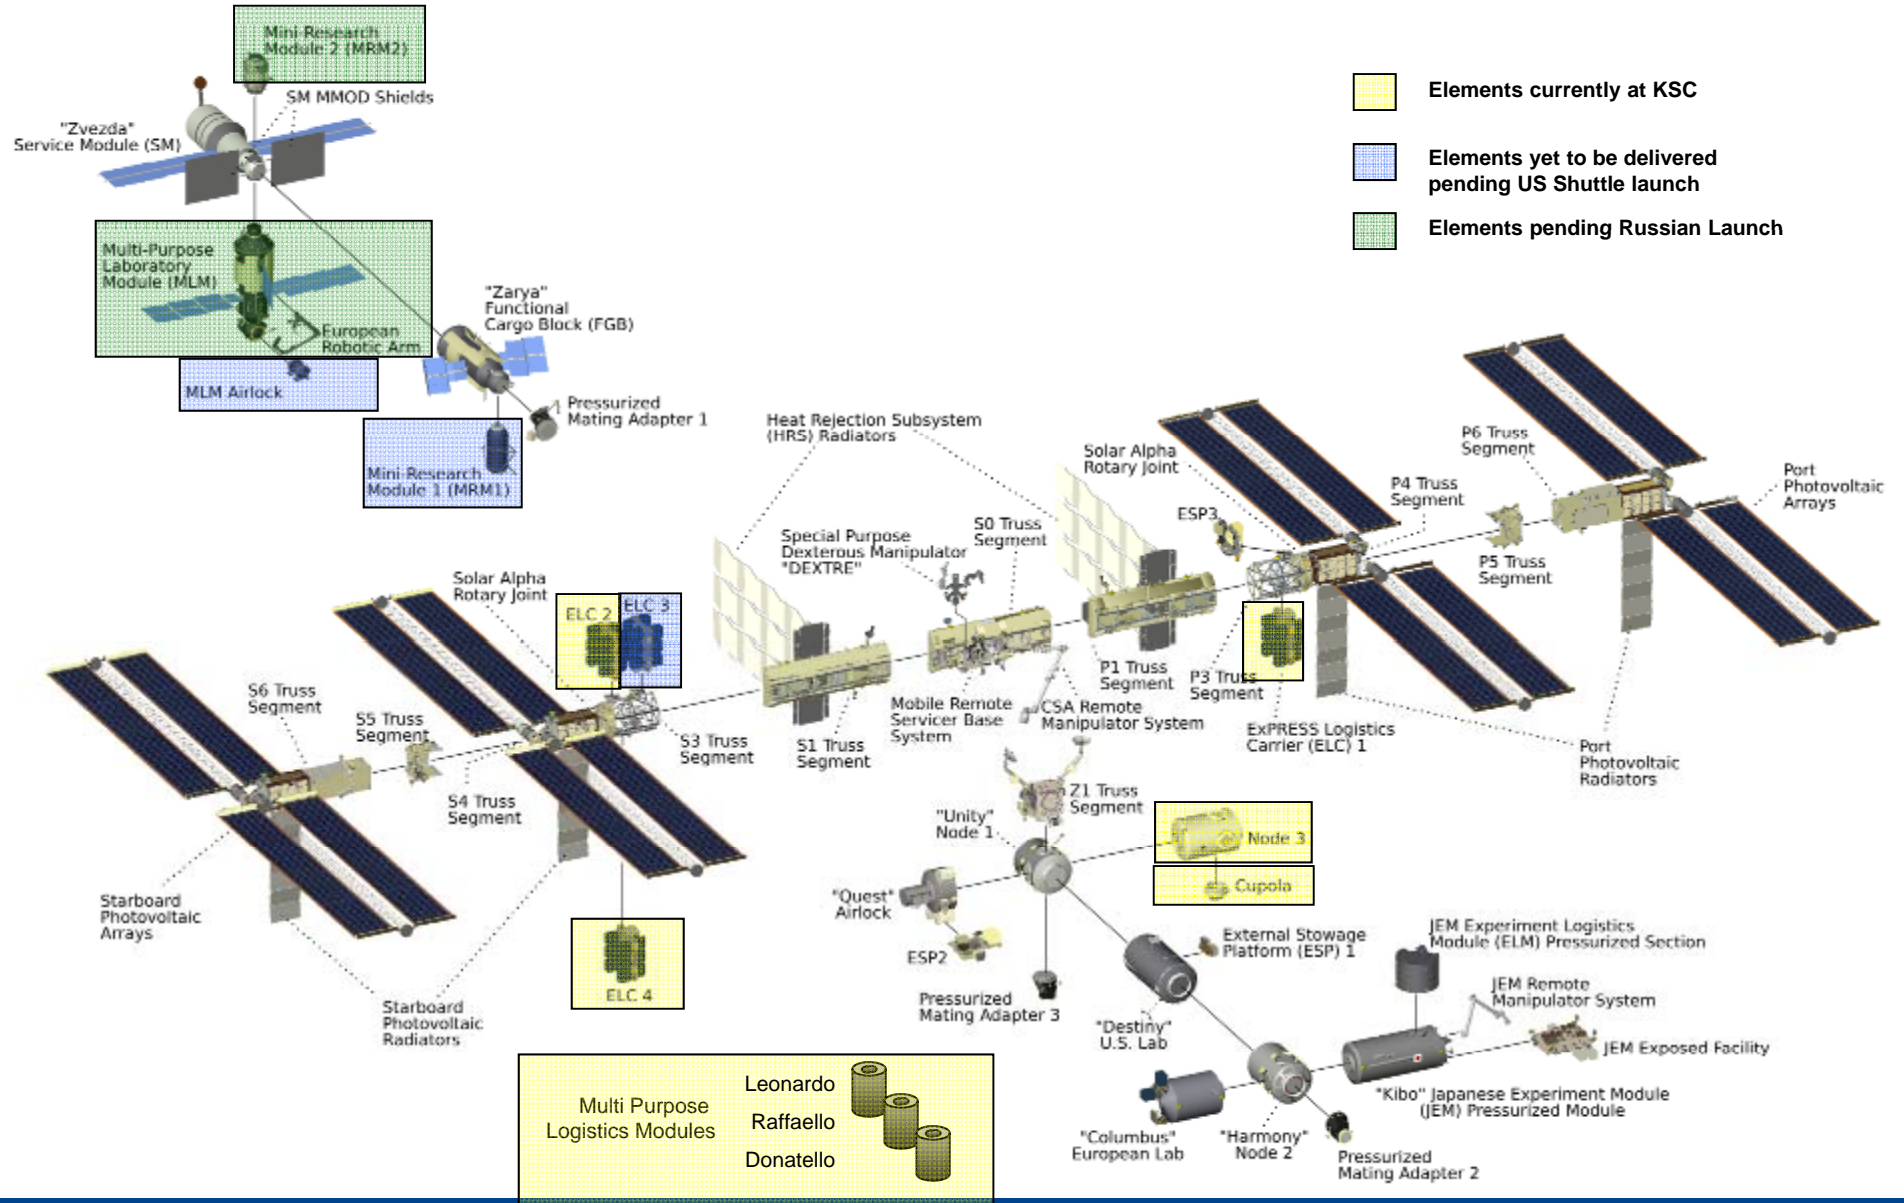 Mini-Research
Module 2 (MRM2)
SM MMOD Shields
"Zvezda"
Service Module (SM)
Elements currently at KSC
Elements yet to be delivered
pending US Shuttle launch
Elements pending Russian Launch
Multi-Purpose
Laboratory
Module (MLM)
European
Robotic Arm
MLM Airlock
"Zarya"
Functional
Cargo Block (FGB)
Pressurized
Mating Adapter 1
Mini-Research
Module 1 (MRM1)
Heat Rejection Subsystem
(HRS) Radiators
Solar Alpha
Rotary Joint
P6 Truss
Segment
P4 Truss
Segment
Port
Photovoltaic
Arrays
ESP3
S0 Truss
Segment
Special Purpose
Dexterous Manipulator
"DEXTRE"
P5 Truss
Segment
Solar Alpha
Rotary Joint
ELC 2
ELC 3
P1 Truss
Segment
P3 Truss
Segment
S6 Truss
Segment
S5 Truss
Segment
S3 Truss
Segment
S1 Truss
Segment
Mobile Remote
Servicer Base
System
CSA Remote
Manipulator System
ExPRESS Logistics
Carrier (ELC) 1
Port
Photovoltaic
Radiators
S4 Truss
Segment
Z1 Truss
Segment
"Unity"
Node 1
Node 3
Cupola
"Quest"
Airlock
Starboard
Photovoltaic
Arrays
ESP2
External Stowage
Platform (ESP) 1
JEM Experiment Logistics
Module (ELM) Pressurized Section
ELC 4
Starboard
Photovoltaic
Radiators
Pressurized
Mating Adapter 3
JEM Remote
Manipulator System
"Destiny"
U.S. Lab
JEM Exposed Facility
"Kibo" Japanese Experiment Module
(JEM) Pressurized Module
Multi Purpose
Logistics Modules
Leonardo
Raffaello
Donatello
"Columbus"
European Lab
"Harmony"
Node 2
Pressurized
Mating Adapter 2